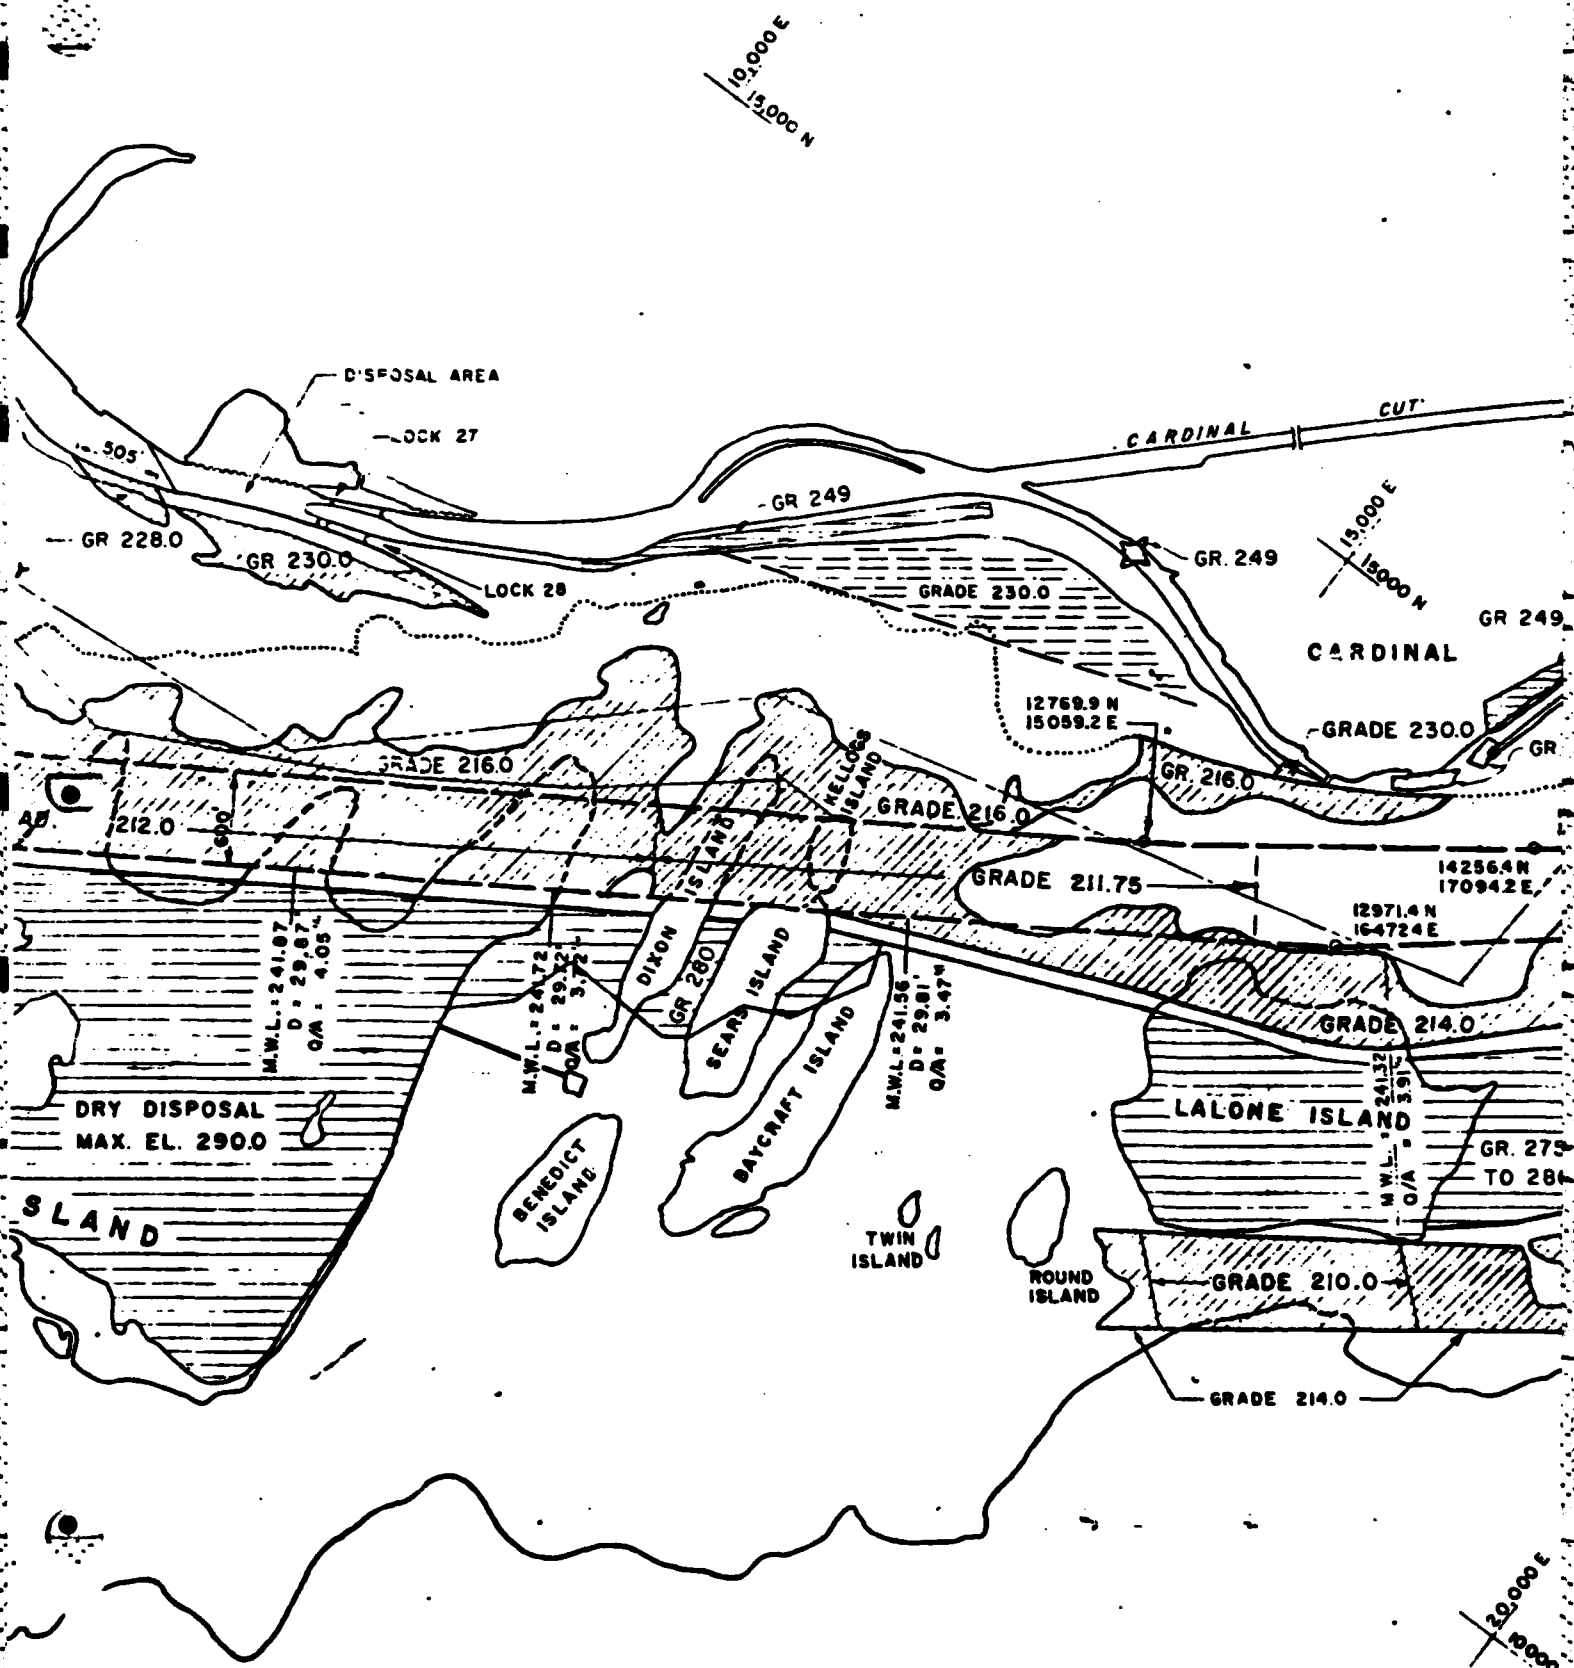 10,000 E
15,000 N
DISPOSAL AREA
LOCK 27
CARDINAL CUT
505'
GR 249
15,000 E
15000 N
GR 228.0
GR 230.0
LOCK 28
GRADE 230.0
GR. 249
GR 249
CARDINAL
12769.9 N
15059.2 E
GRADE 230.0
GR
GRADE 216.0
KELLOGS
ISLAND
GR. 216.0
GRADE 216.0
212.0
600'
GRADE 211.75
14256.4 N
17094.2 E
12971.4 N
16472.4 E
DIXON ISLAND
GR 280
SEARS ISLAND
BAYCRAFT ISLAND
M.W.L. = 241.87
D = 29.87'
Q/A = 4.05
M.W.L. = 241.72
D =
Q/A = 3.72
M.W.L. = 241.56
D = 29.81'
Q/A = 3.47
GRADE 214.0
M.W.L. = 241.32
Q/A = 3.91
DRY DISPOSAL
MAX. EL. 290.0
LALONE ISLAND
GR. 275
TO 28
BENEDICT
ISLAND
SLAND
TWIN
ISLAND
ROUND
ISLAND
GRADE 210.0
GRADE 214.0
20,000 E
10000